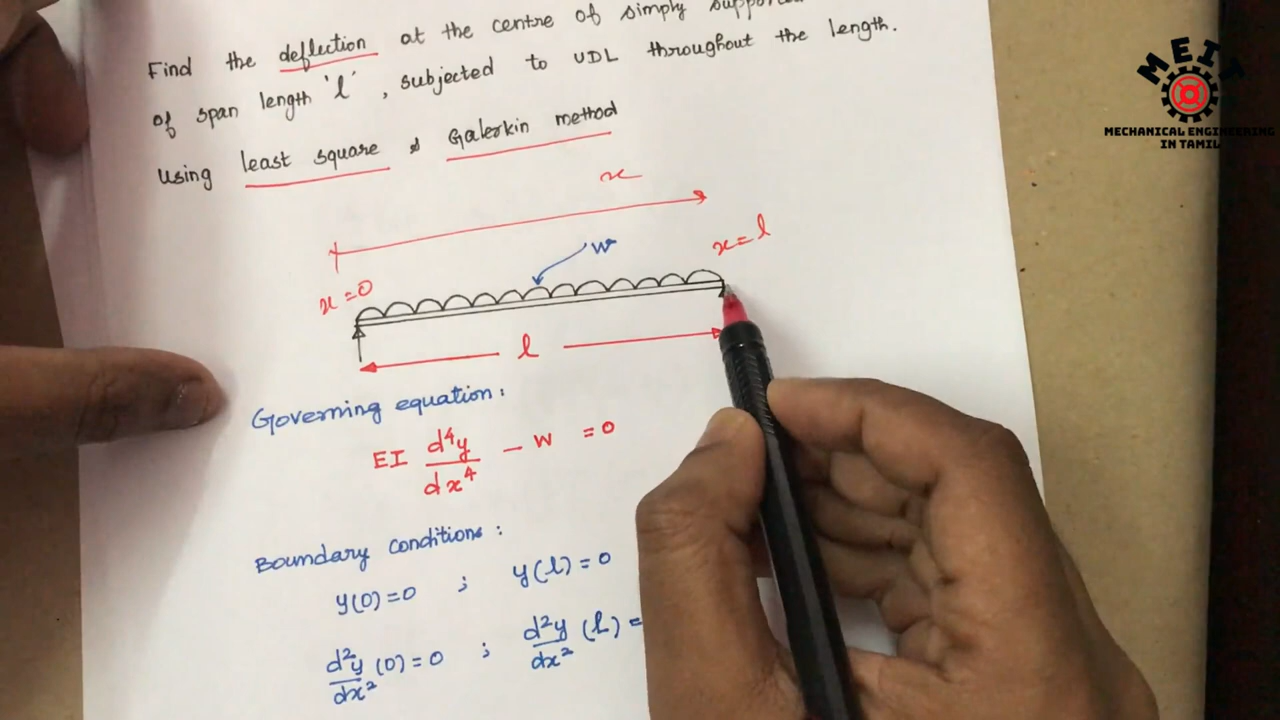 Find the deflection at the centre of simply
of span length 'l', subjected to UDL throughout the length.
Using least square & Galerkin method
x
w
x=l
x=0
l
Governing equation:
EI d⁴y/dx⁴ - w = 0
Boundary conditions:
y(0)=0 ; y(l)=0
d²y/dx² (0)=0 ; d²y/dx² (l)=
MEIT
MECHANICAL ENGINEERING
IN TAMIL